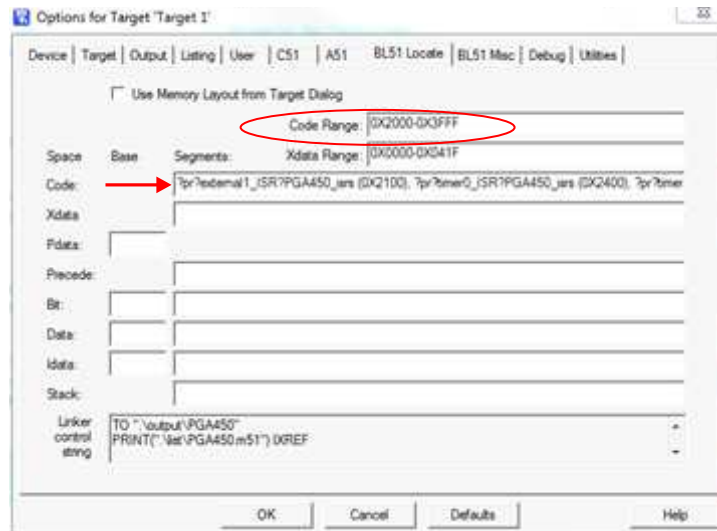 Options for Target 'Target 1'
Device | Target | Output | Listing | User | C51 | A51 BL51 Locate | BL51 Misc | Debug | Utilities |
Use Memory Layout from Target Dialog
Code Range: 0X2000-0X3FFF
Space Base Segments: Xdata Range: 0X0000-0X041F
Code: ?pr?external1_ISR?PGA450_isrs (0X2100), ?pr?timer0_ISR?PGA450_isrs (0X2400), ?pr?timer
Xdata
Fdata:
Precede:
Bit:
Data:
Idata:
Stack:
Linker control string
TO ".\output\PGA450"
PRINT(".\list\PGA450.m51") IXREF
OK Cancel Defaults Help